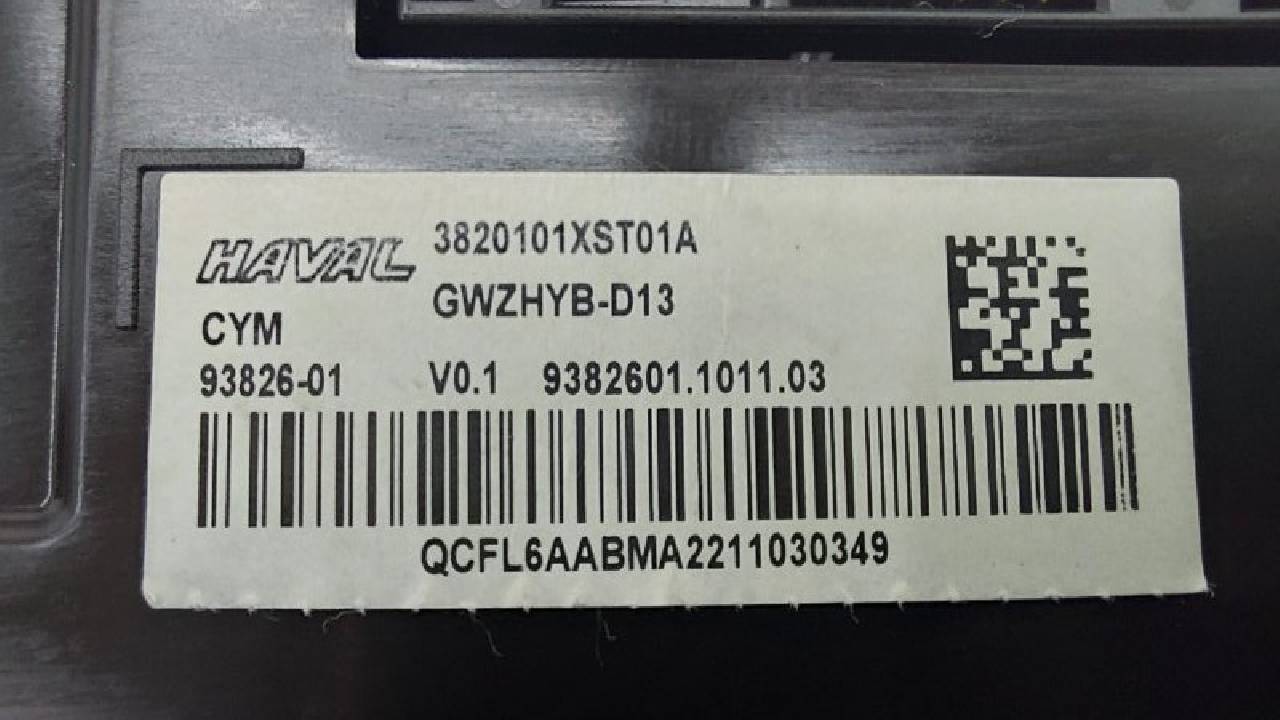 HAVAL 3820101XST01A
GWZHYB-D13
CYM
93826-01 V0.1 9382601.1011.03
QCFL6AABMA2211030349